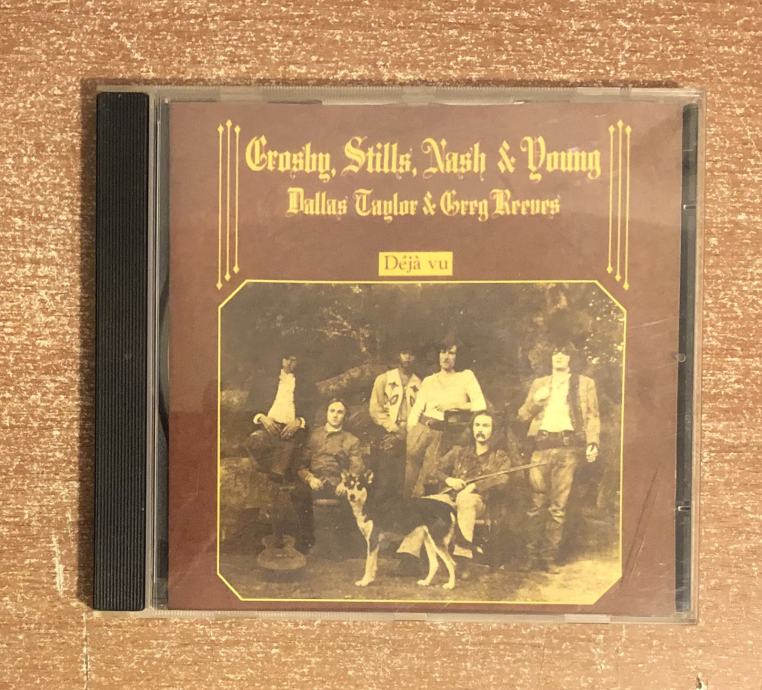 Crosby, Stills, Nash & Young
Dallas Taylor & Greg Reeves
Déjà vu